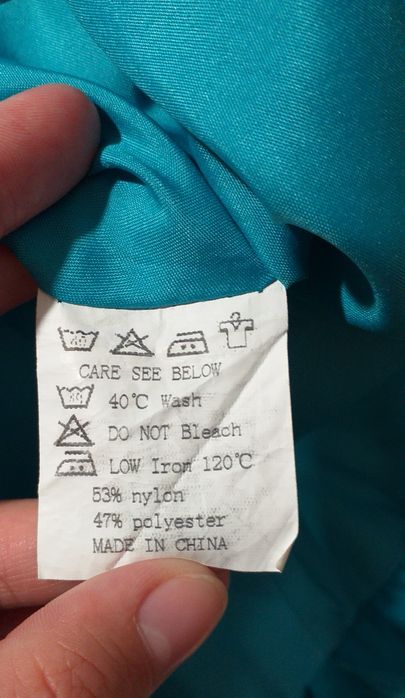 CARE SEE BELOW
40℃ Wash
DO NOT Bleach
LOW Iron 120℃
53% nylon
47% polyester
MADE IN CHINA